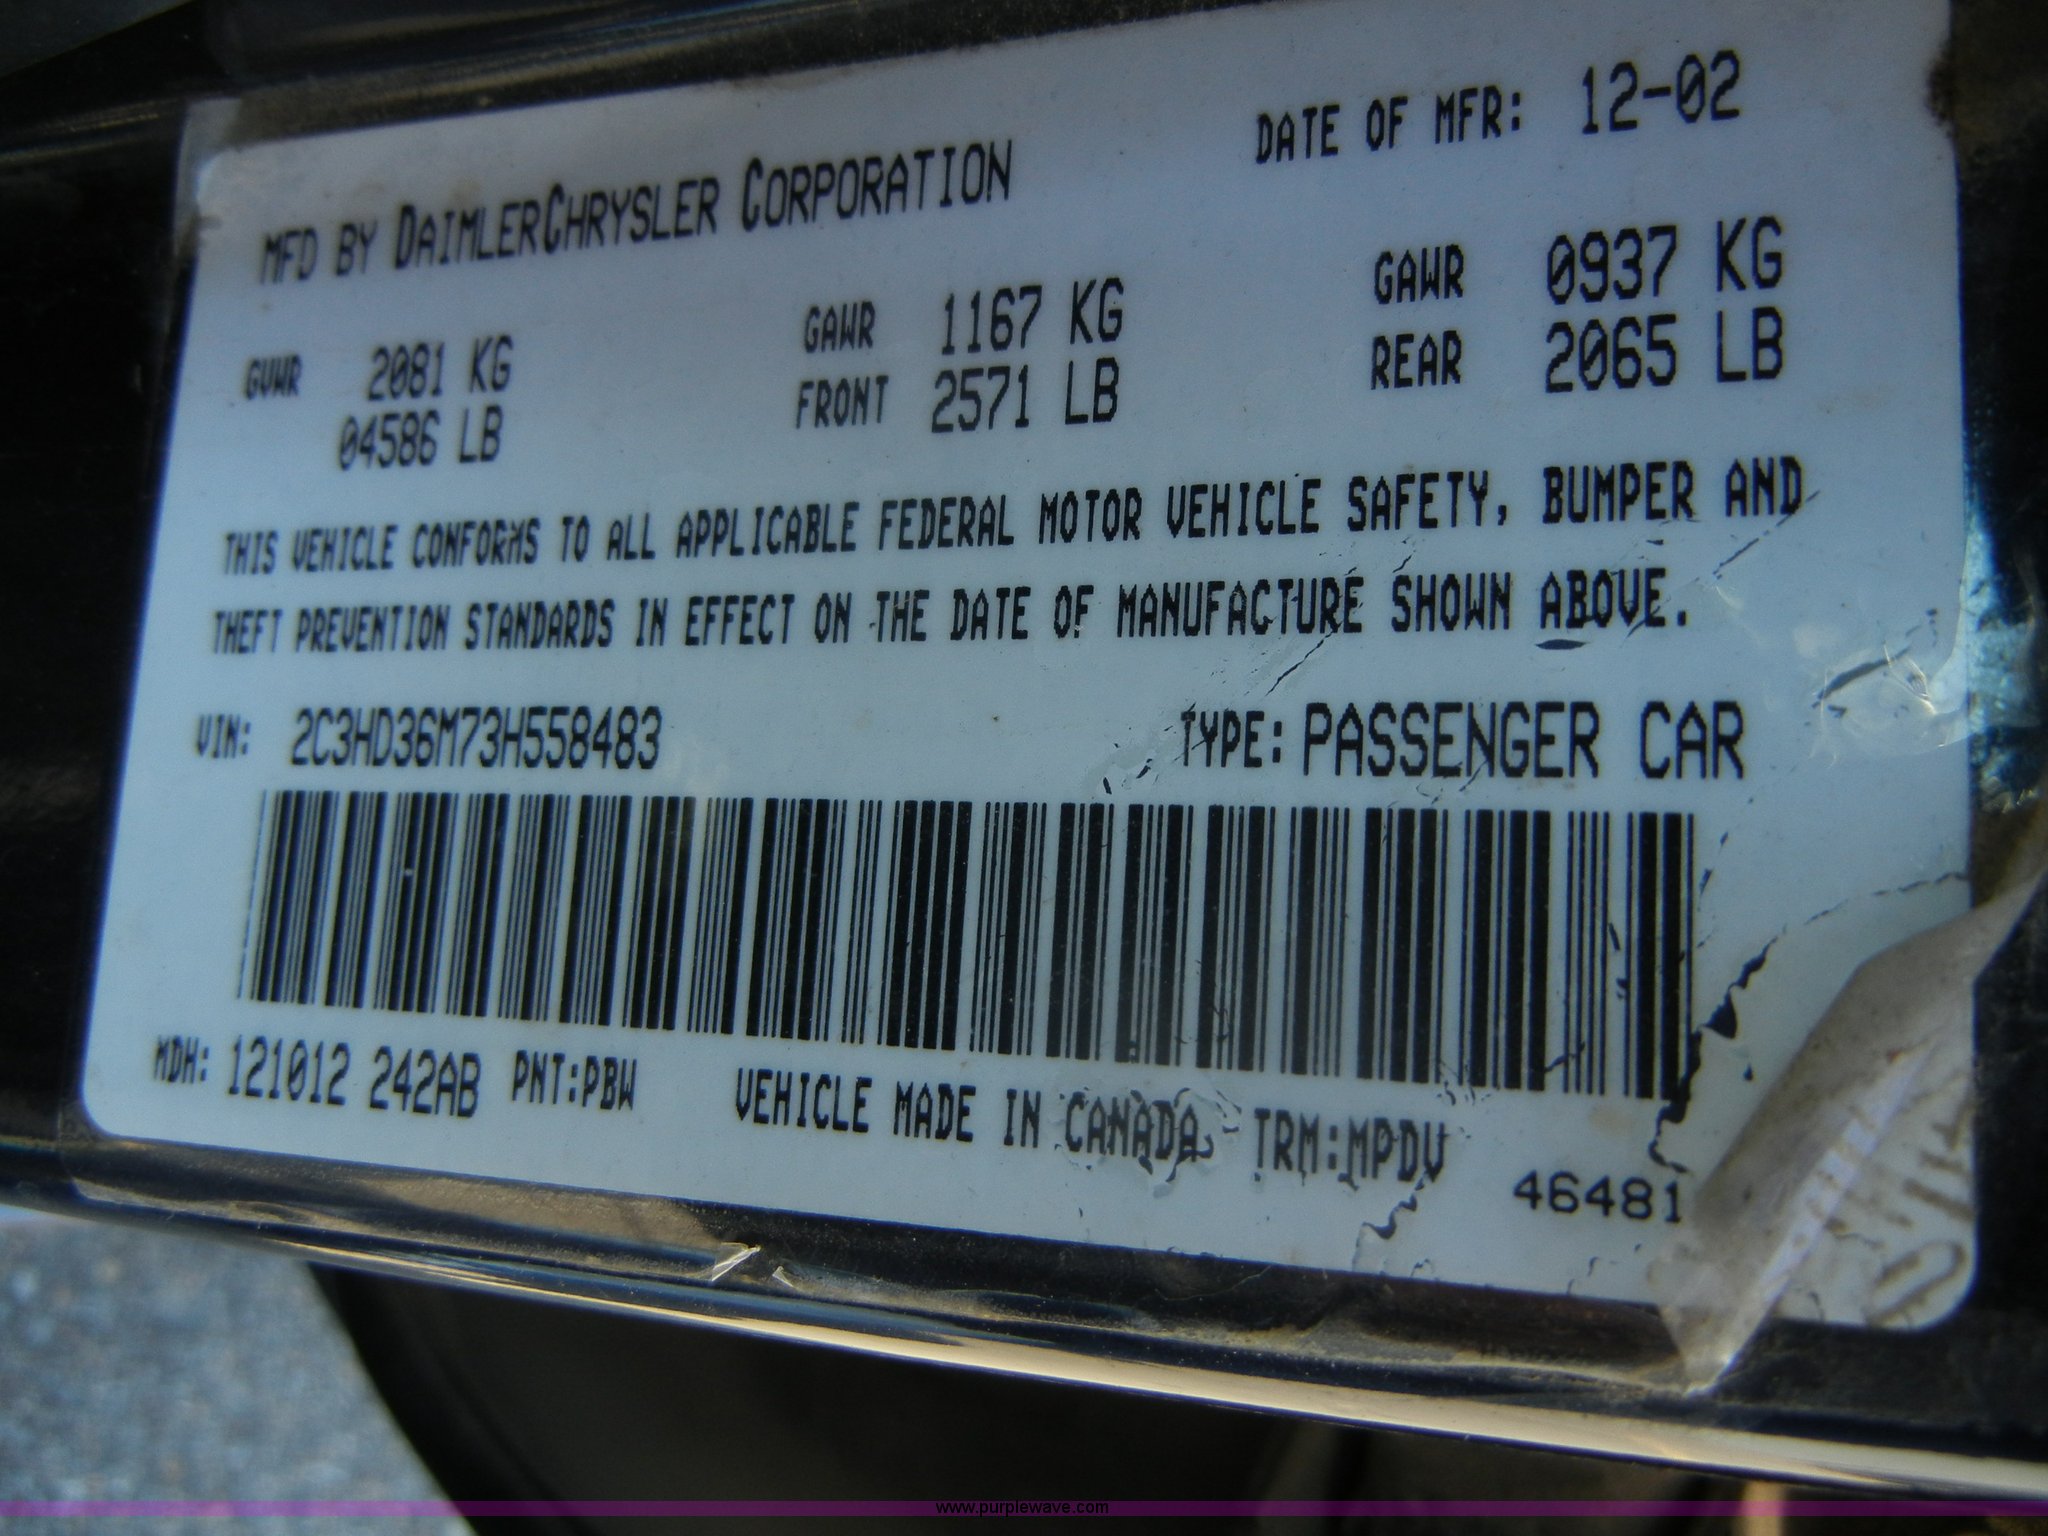 MFD BY DAIMLERCHRYSLER CORPORATION DATE OF MFR: 12-02
GVWR 2081 KG GAWR 1167 KG GAWR 0937 KG
04586 LB FRONT 2571 LB REAR 2065 LB
THIS VEHICLE CONFORMS TO ALL APPLICABLE FEDERAL MOTOR VEHICLE SAFETY, BUMPER AND
THEFT PREVENTION STANDARDS IN EFFECT ON THE DATE OF MANUFACTURE SHOWN ABOVE.
VIN: 2C3HD36M73H558483 TYPE: PASSENGER CAR
MDH: 121012 242AB PNT:PBW VEHICLE MADE IN CANADA TRM:MPDV
46481
www.purplewave.com